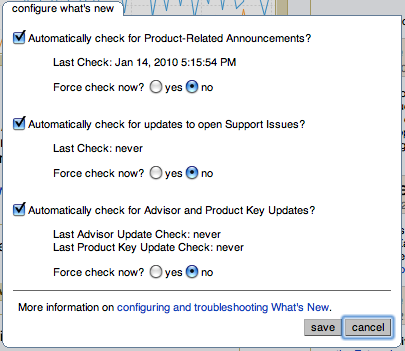 configure what's new
Automatically check for Product-Related Announcements?
Last Check: Jan 14, 2010 5:15:54 PM
Force check now? yes no
Automatically check for updates to open Support Issues?
Last Check: never
Force check now? yes no
Automatically check for Advisor and Product Key Updates?
Last Advisor Update Check: never
Last Product Key Update Check: never
Force check now? yes no
More information on configuring and troubleshooting What's New.
save cancel